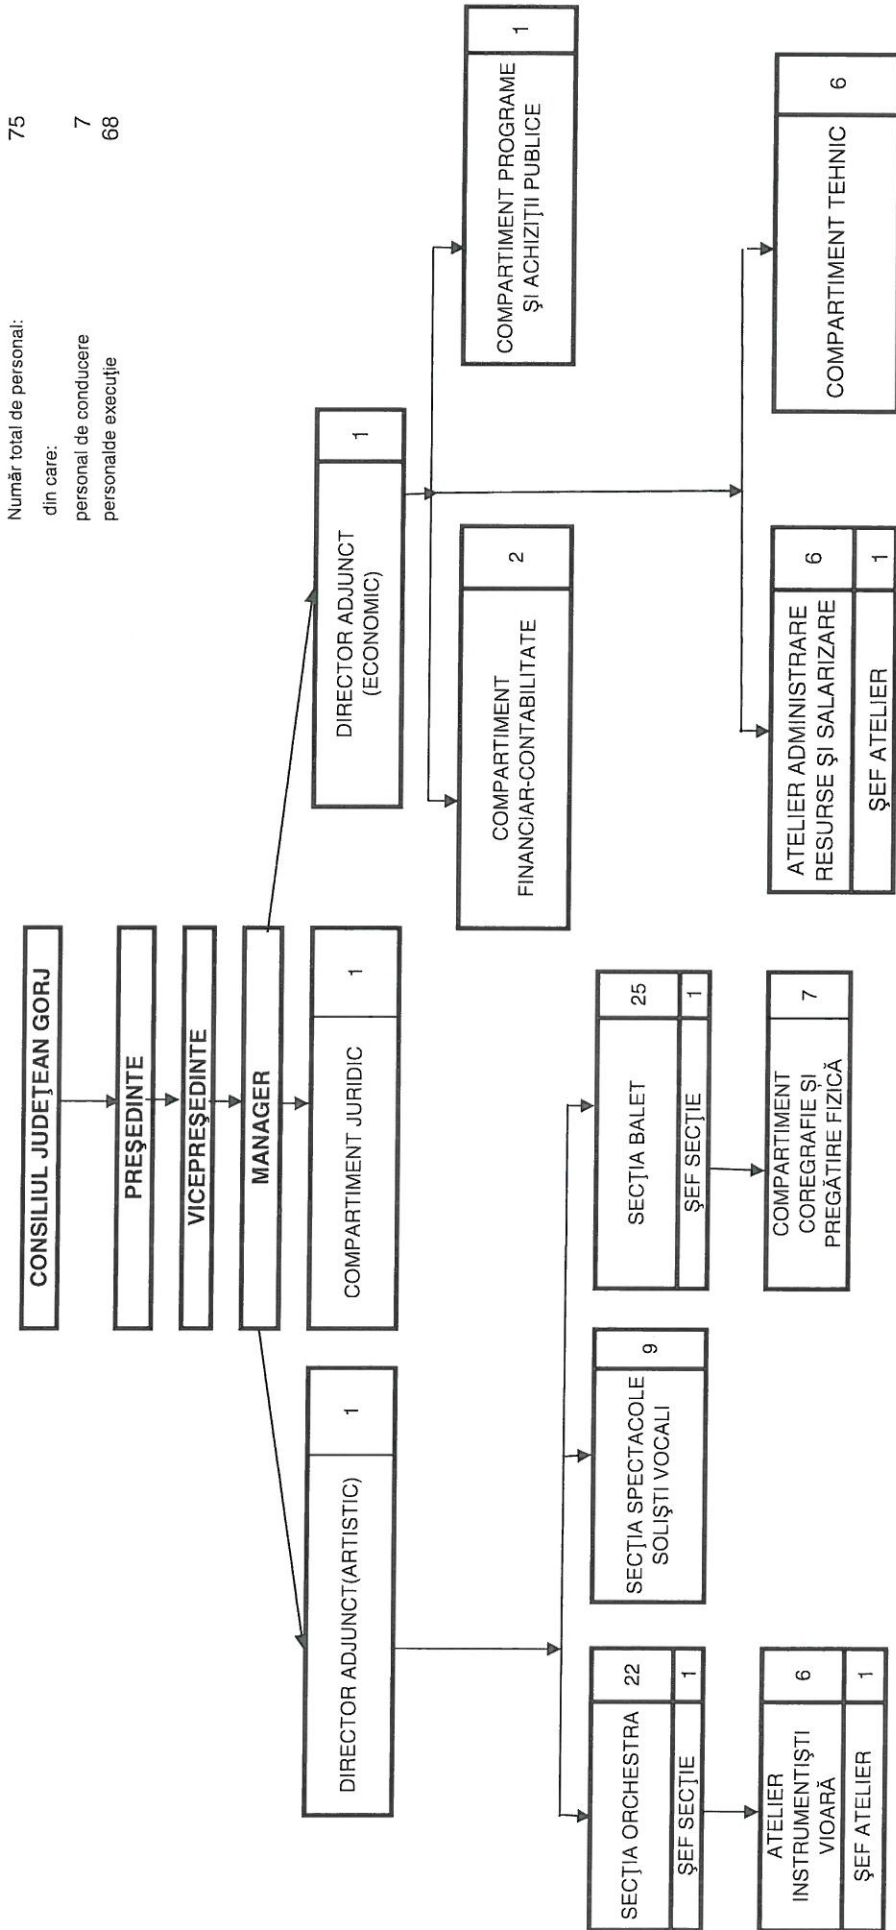 Număr total de personal: 75
din care:
personal de conducere 7
personalde execuție 68
CONSILIUL JUDEȚEAN GORJ
PREȘEDINTE
VICEPREȘEDINTE
MANAGER
COMPARTIMENT JURIDIC 1
DIRECTOR ADJUNCT(ARTISTIC) 1
DIRECTOR ADJUNCT
(ECONOMIC)
1
SECȚIA ORCHESTRA 22
ȘEF SECȚIE 1
ATELIER
INSTRUMENTIȘTI
VIOARĂ
6
ȘEF ATELIER 1
SECȚIA SPECTACOLE
SOLIȘTI VOCALI
9
SECȚIA BALET 25
ȘEF SECȚIE 1
COMPARTIMENT
COREGRAFIE ȘI
PREGĂTIRE FIZICĂ
7
COMPARTIMENT
FINANCIAR-CONTABILITATE
2
COMPARTIMENT PROGRAME
ȘI ACHIZIȚII PUBLICE
1
ATELIER ADMINISTRARE
RESURSE ȘI SALARIZARE
6
ȘEF ATELIER 1
COMPARTIMENT TEHNIC 6